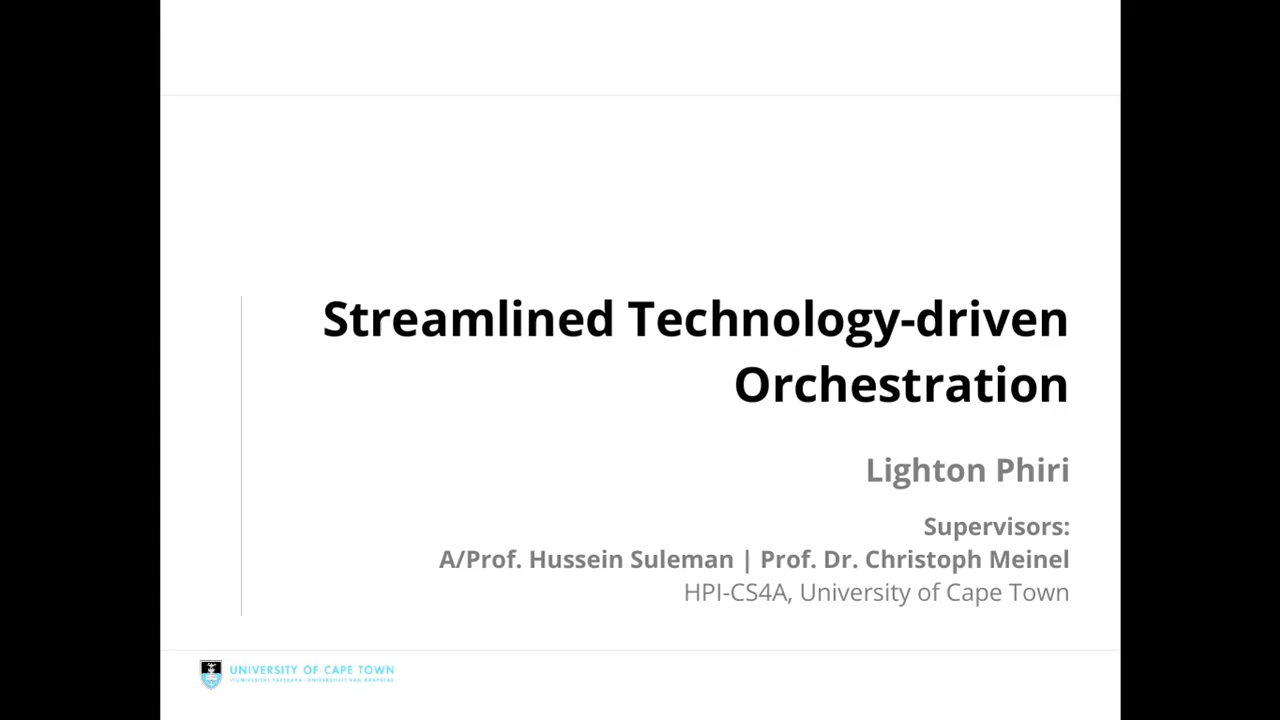 Streamlined Technology-driven
Orchestration
Lighton Phiri
Supervisors:
A/Prof. Hussein Suleman | Prof. Dr. Christoph Meinel
HPI-CS4A, University of Cape Town
UNIVERSITY OF CAPE TOWN